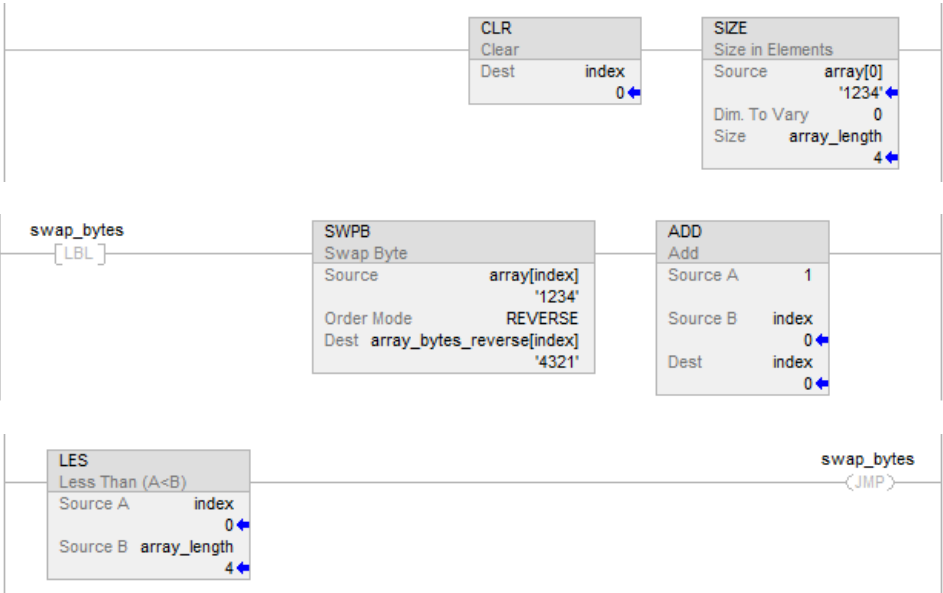 CLR
Clear
Dest index
0
SIZE
Size in Elements
Source array[0]
'1234'
Dim. To Vary 0
Size array_length
4
swap_bytes
[LBL]
SWPB
Swap Byte
Source array[index]
'1234'
Order Mode REVERSE
Dest array_bytes_reverse[index]
'4321'
ADD
Add
Source A 1
Source B index
0
Dest index
0
LES
Less Than (A<B)
Source A index
0
Source B array_length
4
swap_bytes
(JMP)